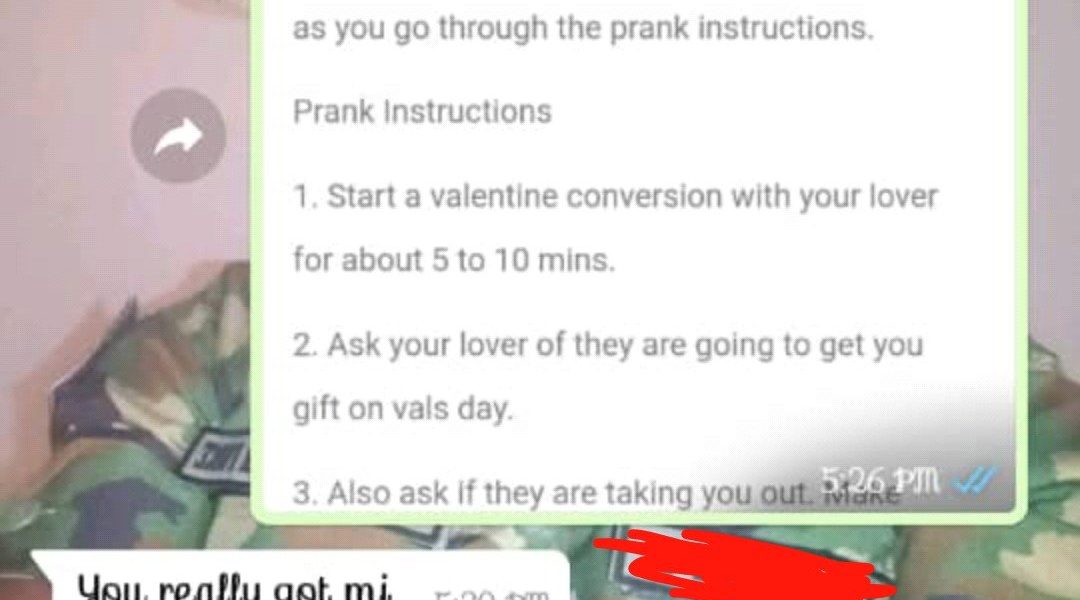 as you go through the prank instructions.
Prank Instructions
1. Start a valentine conversion with your lover
for about 5 to 10 mins.
2. Ask your lover of they are going to get you
gift on vals day.
3. Also ask if they are taking you out. Make
5:26 PM
You really got mi